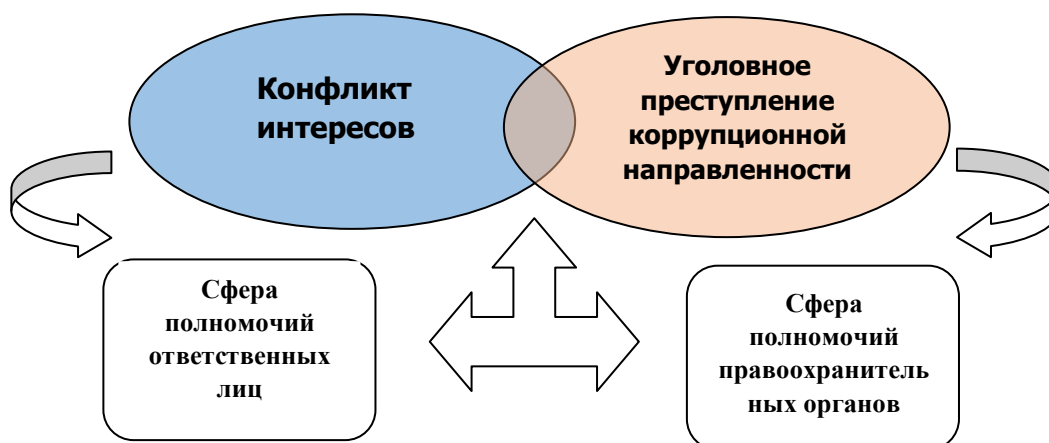 Конфликт
интересов
Уголовное
преступление
коррупционной
направленности
Сфера
полномочий
ответственных
лиц
Сфера
полномочий
правоохранитель
ных органов